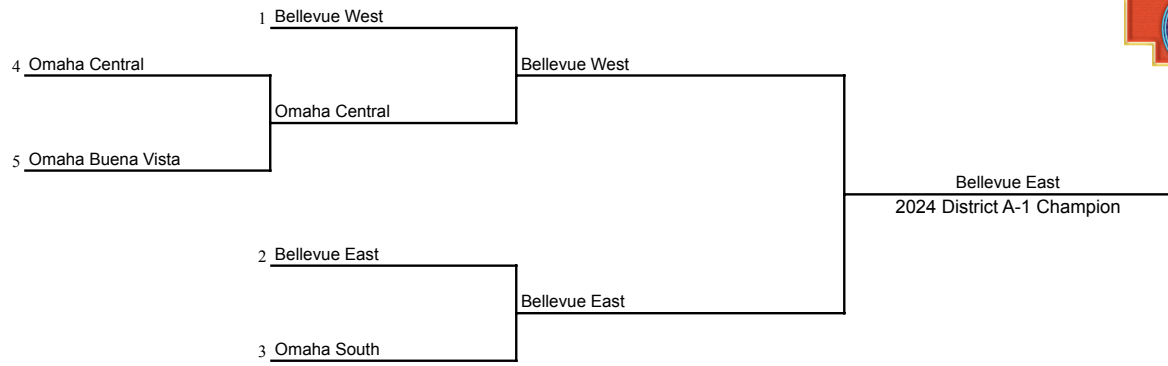 1 Bellevue West
4 Omaha Central
Bellevue West
Omaha Central
5 Omaha Buena Vista
Bellevue East
2024 District A-1 Champion
2 Bellevue East
Bellevue East
3 Omaha South